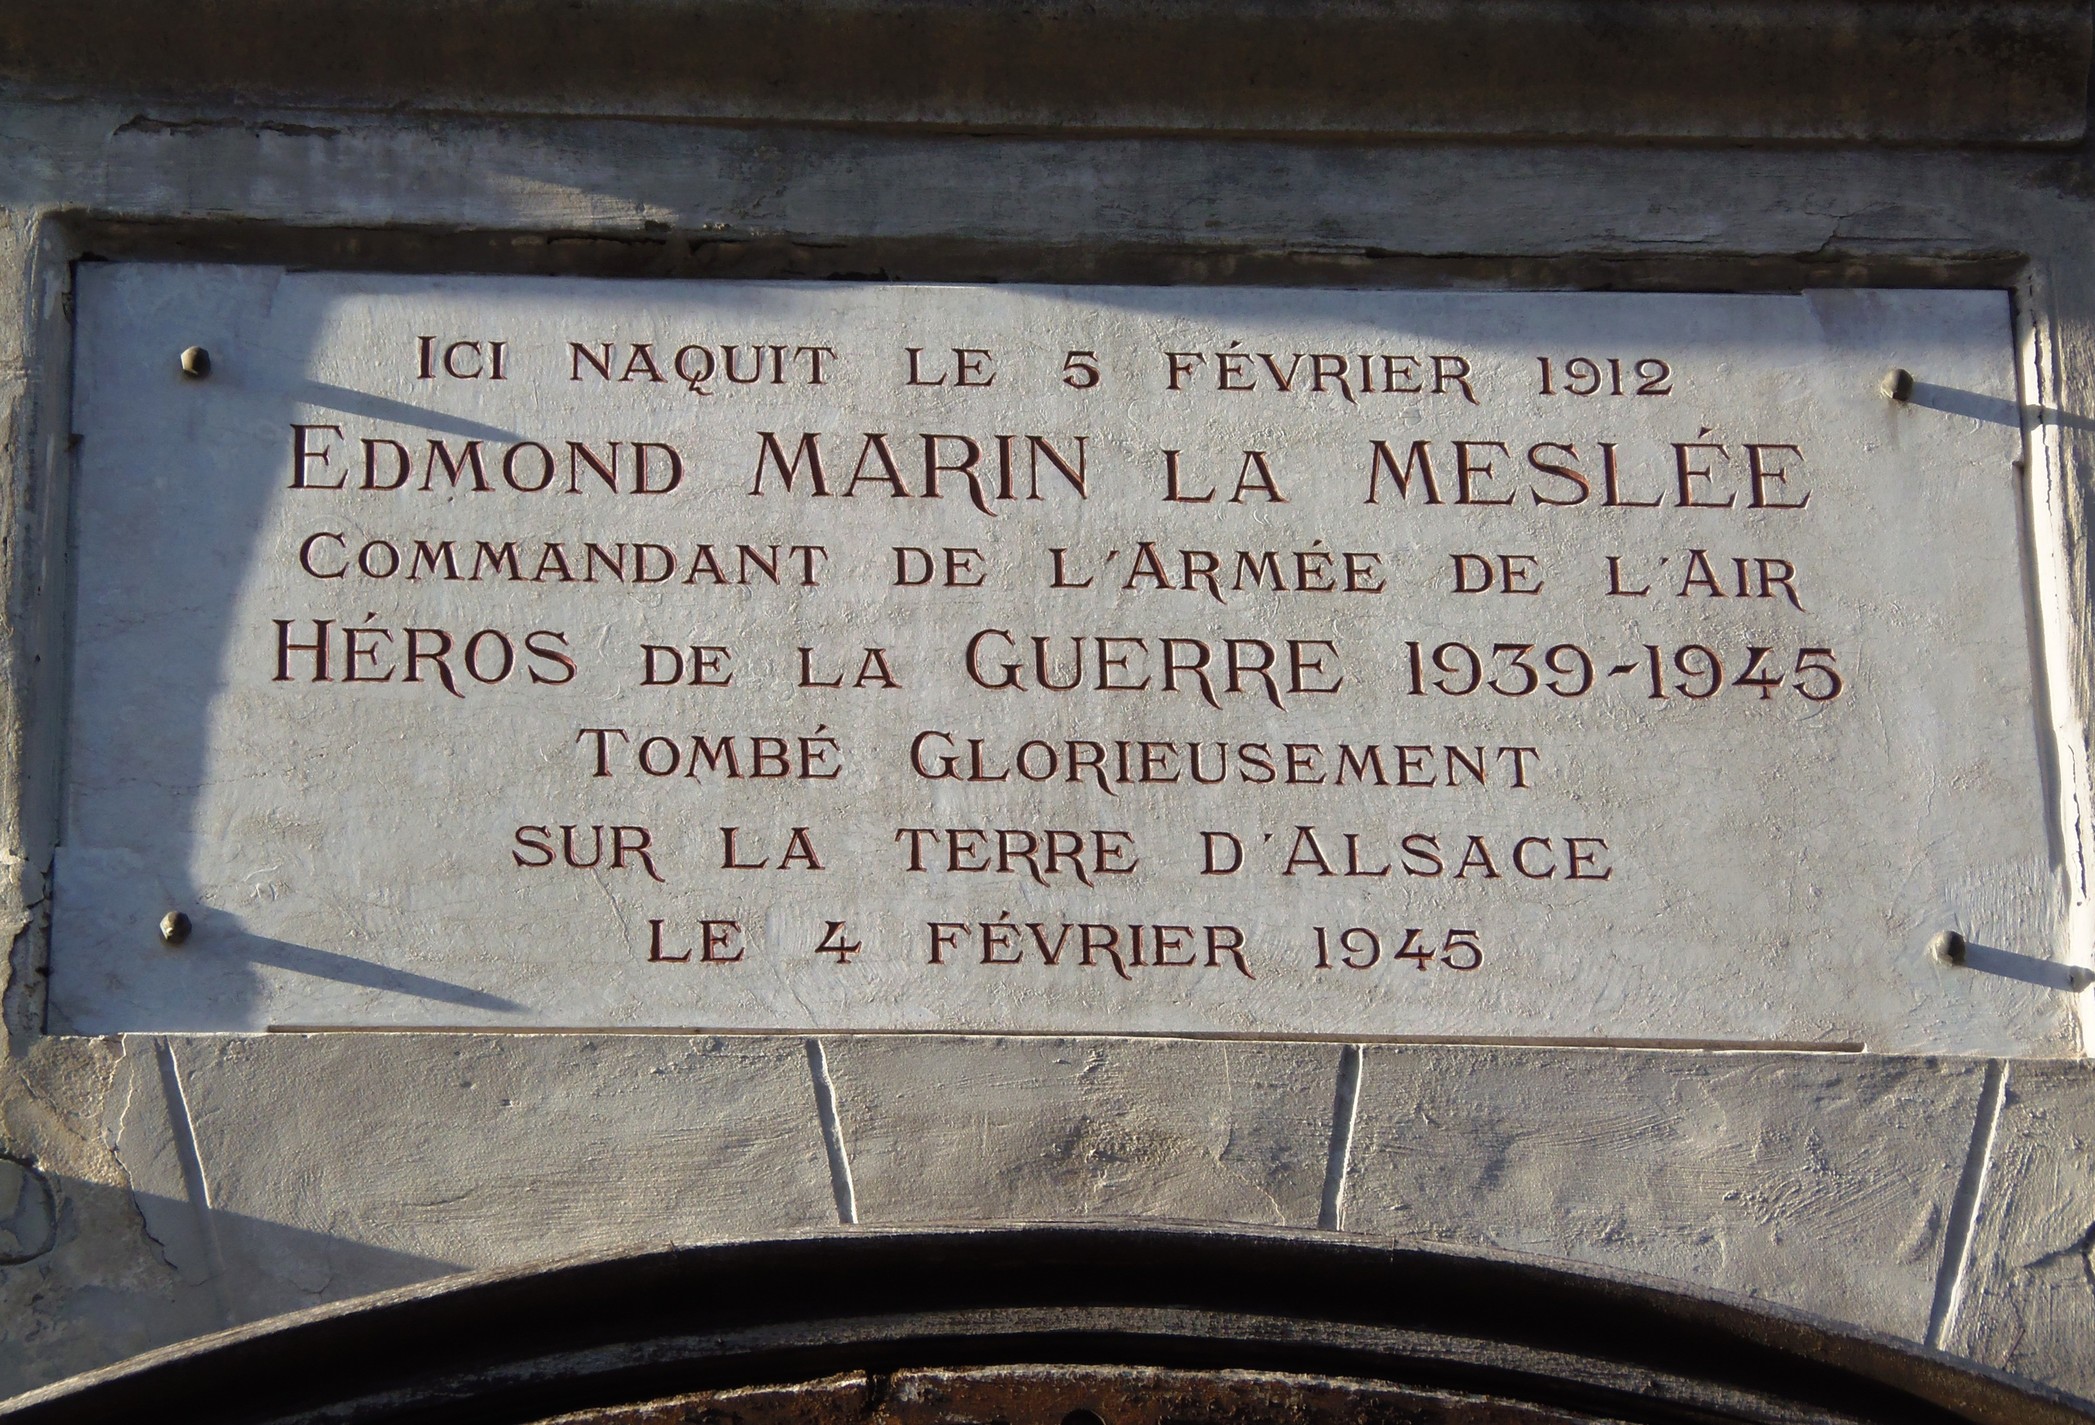 ICI NAQUIT LE 5 FÉVRIER 1912
EDMOND MARIN LA MESLÉE
COMMANDANT DE L'ARMÉE DE L'AIR
HÉROS DE LA GUERRE 1939-1945
TOMBÉ GLORIEUSEMENT
SUR LA TERRE D'ALSACE
LE 4 FÉVRIER 1945